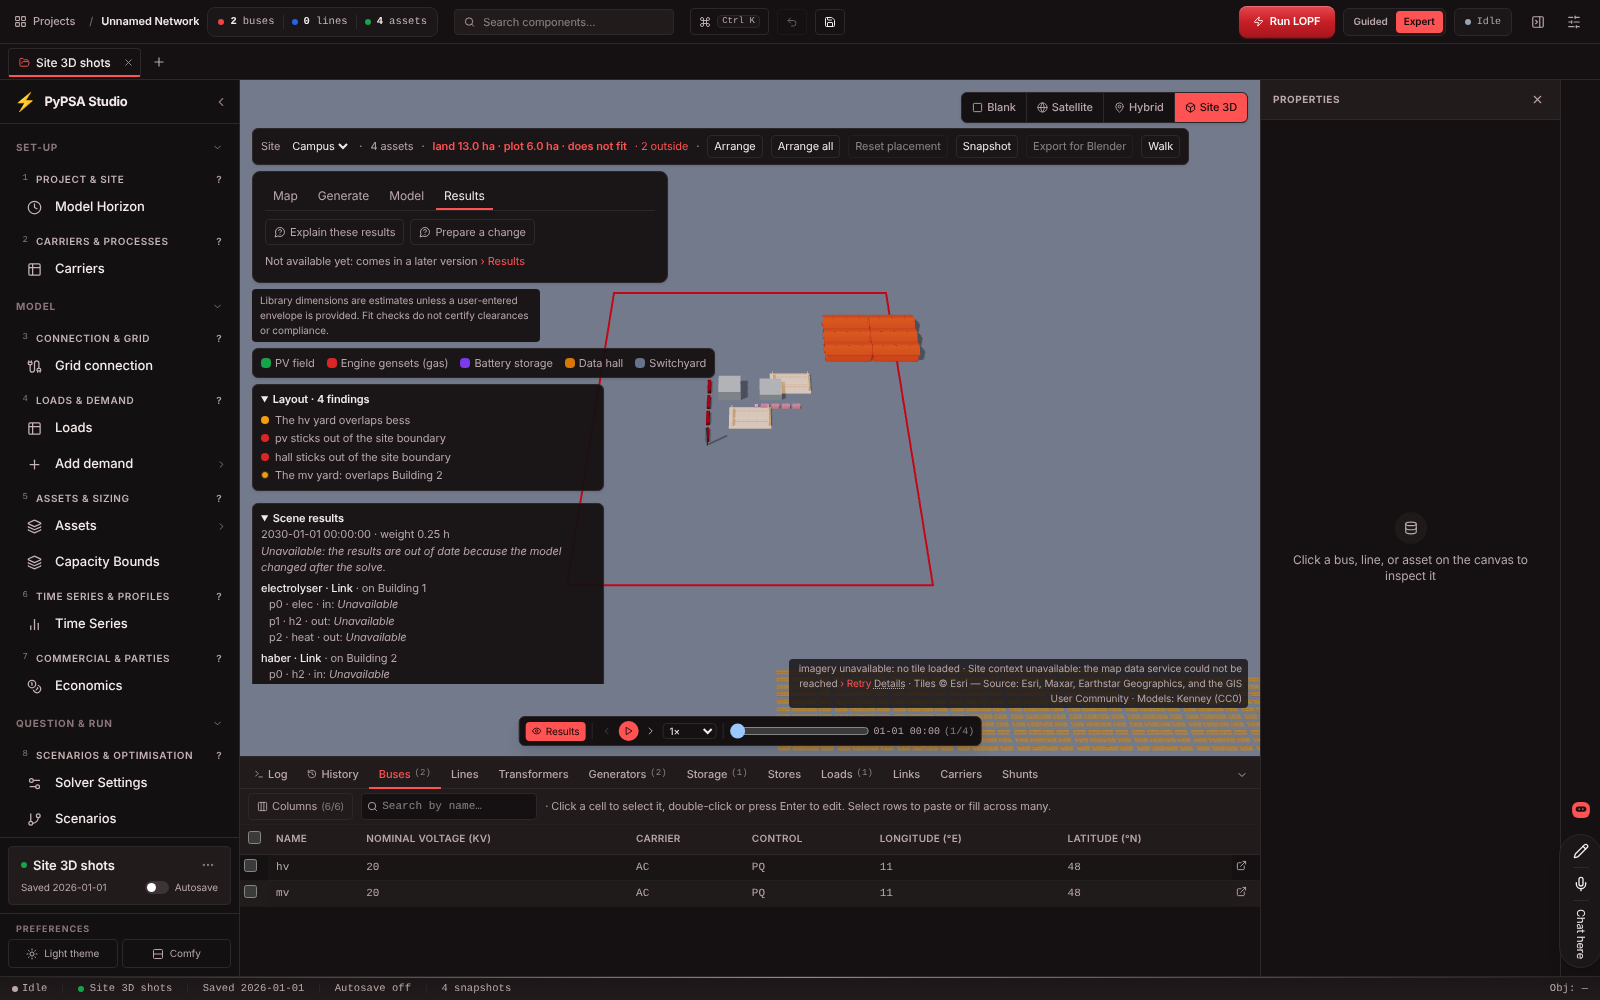 Projects / Unnamed Network
2 buses 0 lines 4 assets
Search components...
Ctrl K
Run LOPF
Guided Expert
Idle
Site 3D shots
PyPSA Studio
SET-UP
1 PROJECT & SITE ?
Model Horizon
2 CARRIERS & PROCESSES ?
Carriers
MODEL
3 CONNECTION & GRID ?
Grid connection
4 LOADS & DEMAND ?
Loads
Add demand
5 ASSETS & SIZING ?
Assets
Capacity Bounds
6 TIME SERIES & PROFILES ?
Time Series
7 COMMERCIAL & PARTIES ?
Economics
QUESTION & RUN
8 SCENARIOS & OPTIMISATION ?
Solver Settings
Scenarios
Site 3D shots
Saved 2026-01-01 Autosave
PREFERENCES
Light theme Comfy
Blank Satellite Hybrid Site 3D
Site Campus · 4 assets · land 13.0 ha · plot 6.0 ha · does not fit · 2 outside · Arrange Arrange all Reset placement Snapshot Export for Blender Walk
Map Generate Model Results
Explain these results Prepare a change
Not available yet: comes in a later version › Results
Library dimensions are estimates unless a user-entered
envelope is provided. Fit checks do not certify clearances
or compliance.
PV field Engine gensets (gas) Battery storage Data hall Switchyard
▼ Layout · 4 findings
The hv yard overlaps bess
pv sticks out of the site boundary
hall sticks out of the site boundary
The mv yard: overlaps Building 2
▼ Scene results
2030-01-01 00:00:00 · weight 0.25 h
Unavailable: the results are out of date because the model
changed after the solve.
electrolyser · Link · on Building 1
p0 · elec · in: Unavailable
p1 · h2 · out: Unavailable
p2 · heat · out: Unavailable
haber · Link · on Building 2
p0 · h2 · in: Unavailable
imagery unavailable: no tile loaded · Site context unavailable: the map data service could not be
reached › Retry Details · Tiles © Esri — Source: Esri, Maxar, Earthstar Geographics, and the GIS
User Community · Models: Kenney (CC0)
Results 1× 01-01 00:00 (1/4)
PROPERTIES
Click a bus, line, or asset on the canvas to
inspect it
Chat here
Log History Buses (2) Lines Transformers Generators (2) Storage (1) Stores Loads (1) Links Carriers Shunts
Columns (6/6) Search by name… · Click a cell to select it, double-click or press Enter to edit. Select rows to paste or fill across many.
NAME NOMINAL VOLTAGE (KV) CARRIER CONTROL LONGITUDE (°E) LATITUDE (°N)
hv 20 AC PQ 11 48
mv 20 AC PQ 11 48
Idle Site 3D shots Saved 2026-01-01 Autosave off 4 snapshots Obj: —